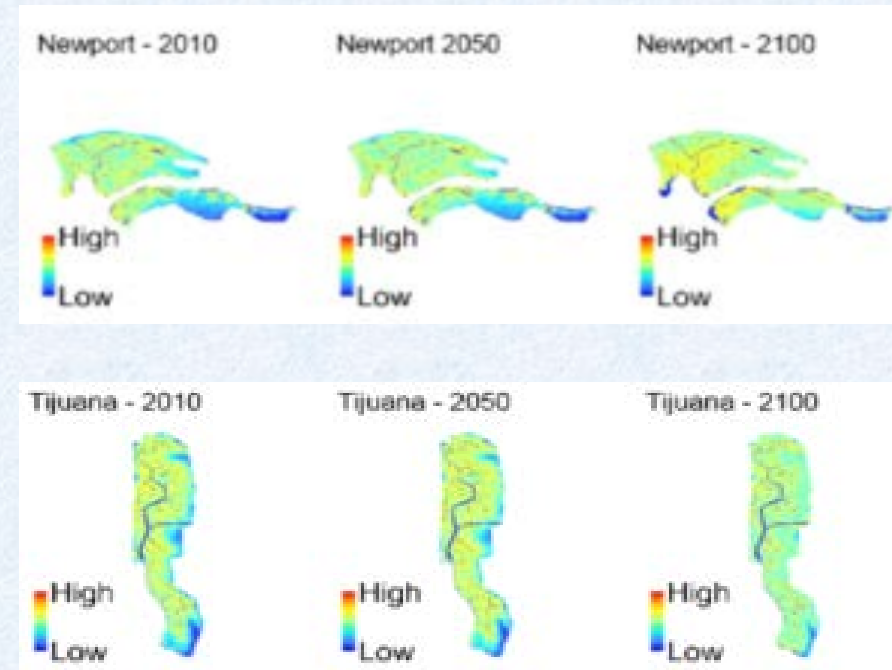 Newport - 2010
Newport 2050
Newport - 2100
High
Low
High
Low
High
Low
Tijuana - 2010
Tijuana - 2050
Tijuana - 2100
High
Low
High
Low
High
Low